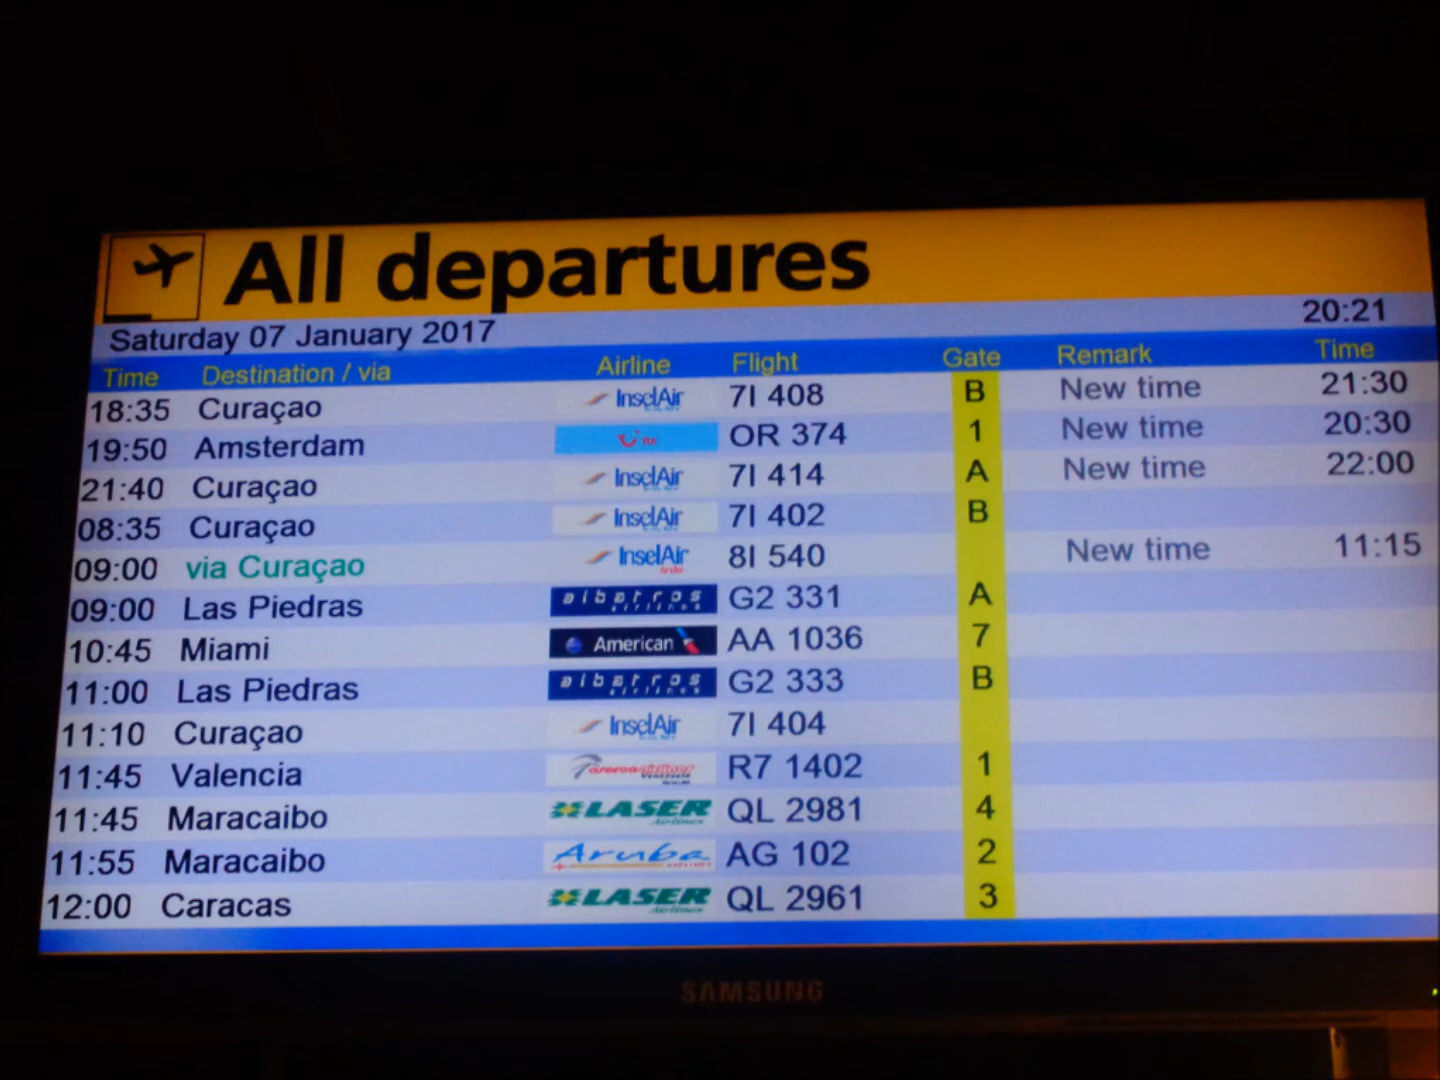 All departures
Saturday 07 January 2017 20:21
Time Destination / via Airline Flight Gate Remark Time
18:35 Curaçao InselAir 7I 408 B New time 21:30
19:50 Amsterdam TUI OR 374 1 New time 20:30
21:40 Curaçao InselAir 7I 414 A New time 22:00
08:35 Curaçao InselAir 7I 402 B
09:00 via Curaçao InselAir Aruba 8I 540 New time 11:15
09:00 Las Piedras albatros airlines G2 331 A
10:45 Miami American AA 1036 7
11:00 Las Piedras albatros airlines G2 333 B
11:10 Curaçao InselAir 7I 404
11:45 Valencia R7 1402 1
11:45 Maracaibo LASER Airlines QL 2981 4
11:55 Maracaibo Aruba AG 102 2
12:00 Caracas LASER Airlines QL 2961 3
SAMSUNG